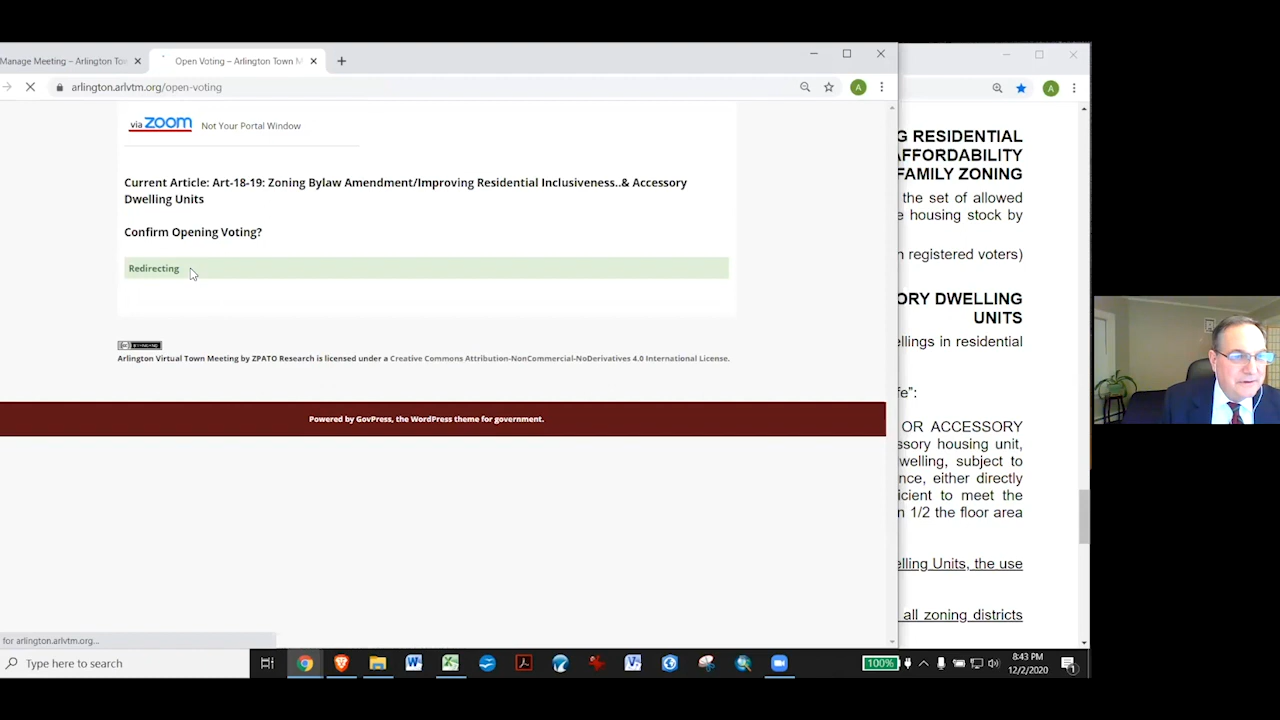 Manage Meeting – Arlington To
Open Voting – Arlington Town M
arlington.arlvtm.org/open-voting
A
A
via zoom Not Your Portal Window
Current Article: Art-18-19: Zoning Bylaw Amendment/Improving Residential Inclusiveness..& Accessory
Dwelling Units
Confirm Opening Voting?
Redirecting
Arlington Virtual Town Meeting by ZPATO Research is licensed under a Creative Commons Attribution-NonCommercial-NoDerivatives 4.0 International License.
Powered by GovPress, the WordPress theme for government.
for arlington.arlvtm.org...
G RESIDENTIAL
AFFORDABILITY
FAMILY ZONING
the set of allowed
e housing stock by
n registered voters)
ORY DWELLING
UNITS
ellings in residential
fe":
OR ACCESSORY
ssory housing unit,
welling, subject to
nce, either directly
icient to meet the
n 1/2 the floor area
elling Units, the use
all zoning districts
Type here to search
100%
8:43 PM
12/2/2020
1